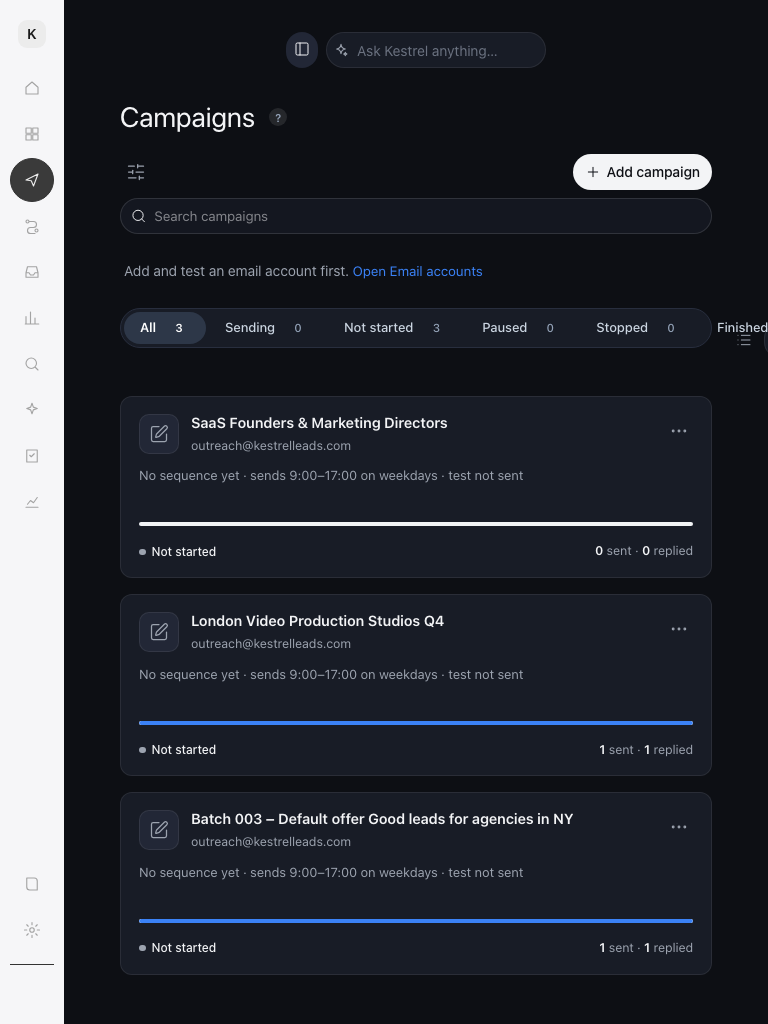 K
Ask Kestrel anything...
Campaigns ?
Add campaign
Search campaigns
Add and test an email account first. Open Email accounts
All 3 Sending 0 Not started 3 Paused 0 Stopped 0 Finished
SaaS Founders & Marketing Directors
outreach@kestrelleads.com
No sequence yet · sends 9:00–17:00 on weekdays · test not sent
Not started 0 sent · 0 replied
London Video Production Studios Q4
outreach@kestrelleads.com
No sequence yet · sends 9:00–17:00 on weekdays · test not sent
Not started 1 sent · 1 replied
Batch 003 – Default offer Good leads for agencies in NY
outreach@kestrelleads.com
No sequence yet · sends 9:00–17:00 on weekdays · test not sent
Not started 1 sent · 1 replied